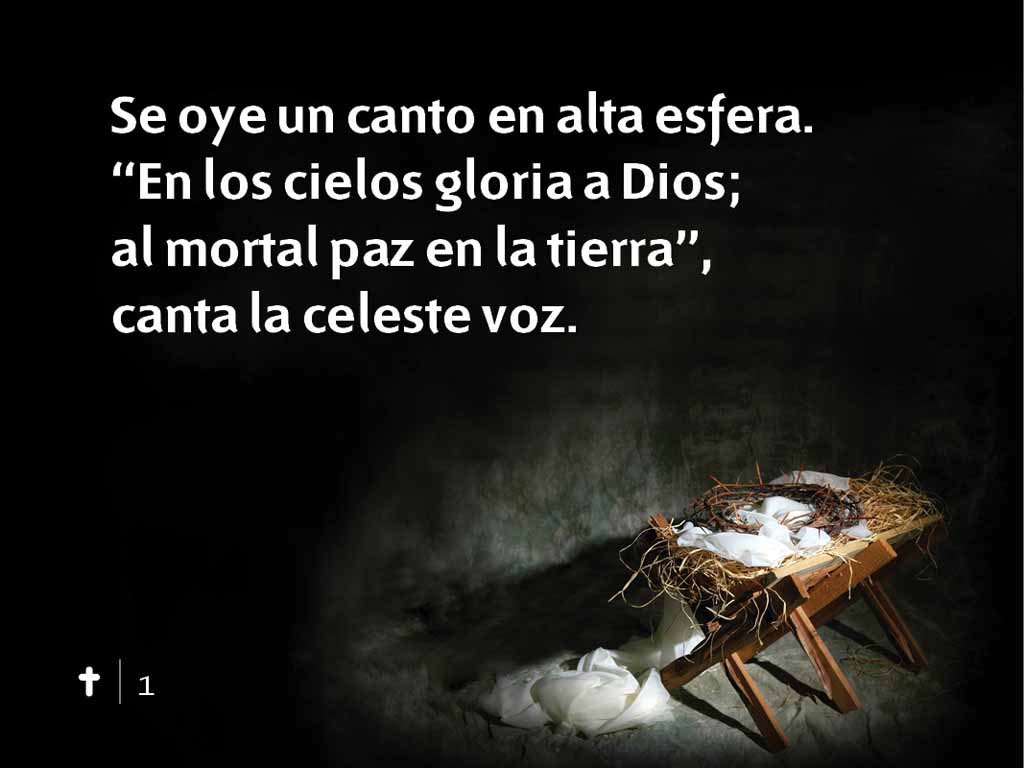 Se oye un canto en alta esfera.
“En los cielos gloria a Dios;
al mortal paz en la tierra”,
canta la celeste voz.
1